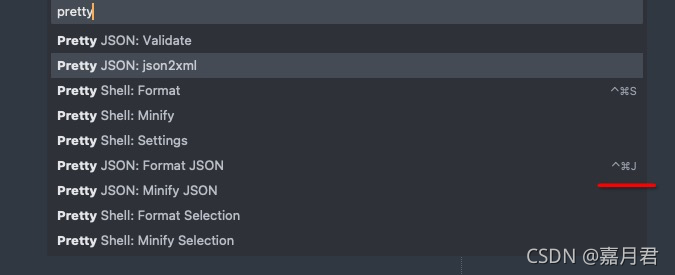 pretty
Pretty JSON: Validate
Pretty JSON: json2xml
Pretty Shell: Format ^⌘S
Pretty Shell: Minify
Pretty Shell: Settings
Pretty JSON: Format JSON ^⌘J
Pretty JSON: Minify JSON
Pretty Shell: Format Selection
Pretty Shell: Minify Selection
CSDN @嘉月君